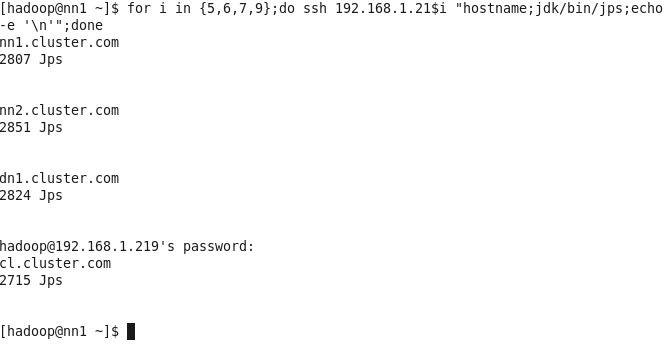 [hadoop@nn1 ~]$ for i in {5,6,7,9};do ssh 192.168.1.21$i "hostname;jdk/bin/jps;echo
-e '\n'";done
nn1.cluster.com
2807 Jps
nn2.cluster.com
2851 Jps
dn1.cluster.com
2824 Jps
hadoop@192.168.1.219's password:
cl.cluster.com
2715 Jps
[hadoop@nn1 ~]$